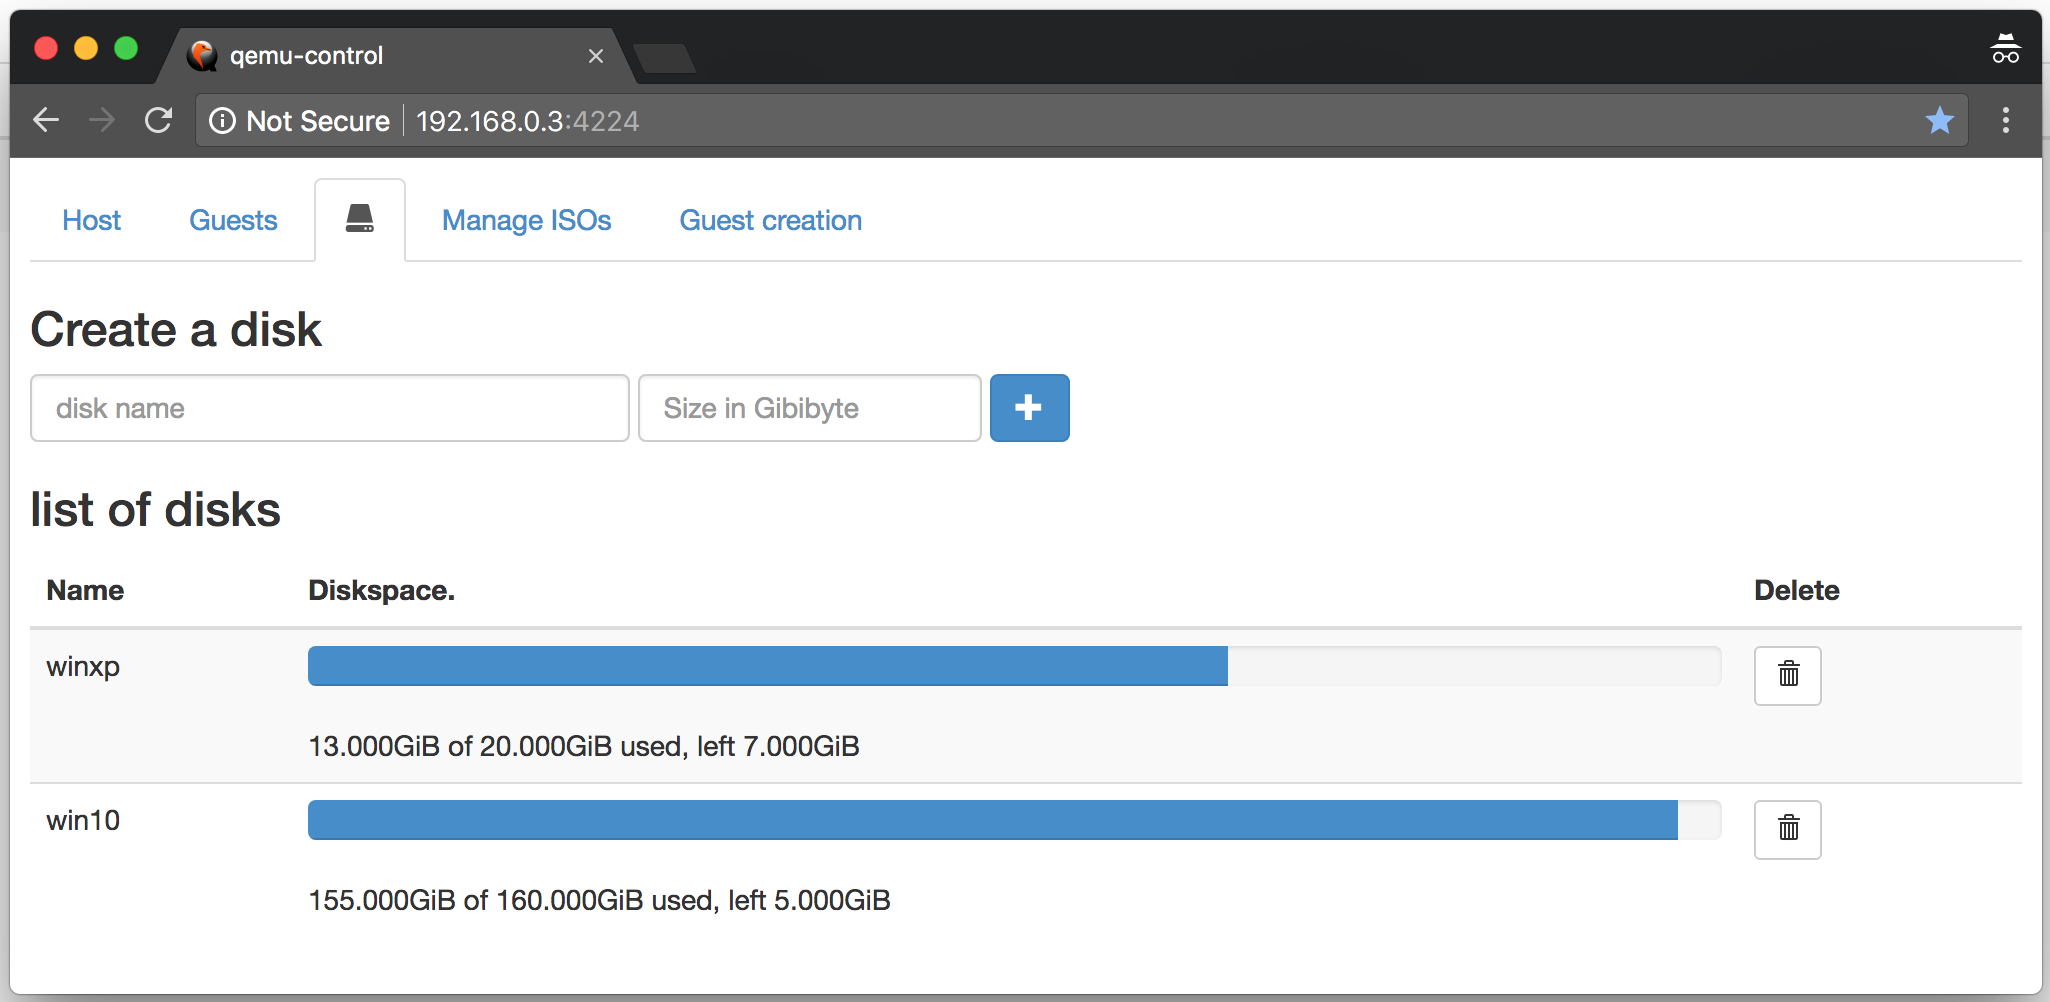 qemu-control
Not Secure 192.168.0.3:4224
Host Guests Manage ISOs Guest creation
Create a disk
disk name Size in Gibibyte
list of disks
Name Diskspace. Delete
winxp
13.000GiB of 20.000GiB used, left 7.000GiB
win10
155.000GiB of 160.000GiB used, left 5.000GiB